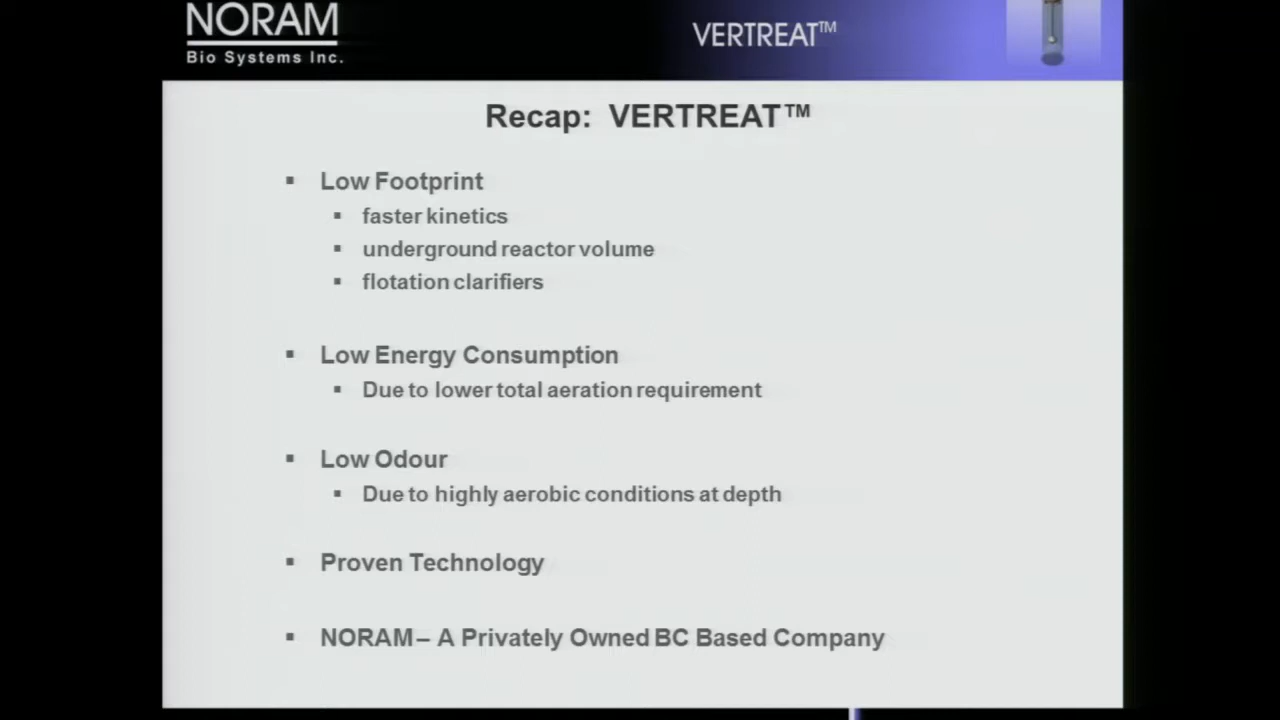 NORAM
Bio Systems Inc.
VERTREAT™
Recap: VERTREAT™
▪ Low Footprint
▪ faster kinetics
▪ underground reactor volume
▪ flotation clarifiers
▪ Low Energy Consumption
▪ Due to lower total aeration requirement
▪ Low Odour
▪ Due to highly aerobic conditions at depth
▪ Proven Technology
▪ NORAM – A Privately Owned BC Based Company